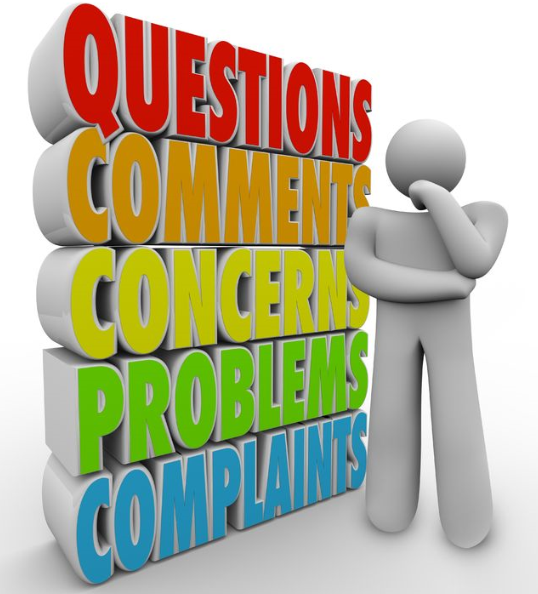 QUESTIONS
COMMENTS
CONCERNS
PROBLEMS
COMPLAINTS